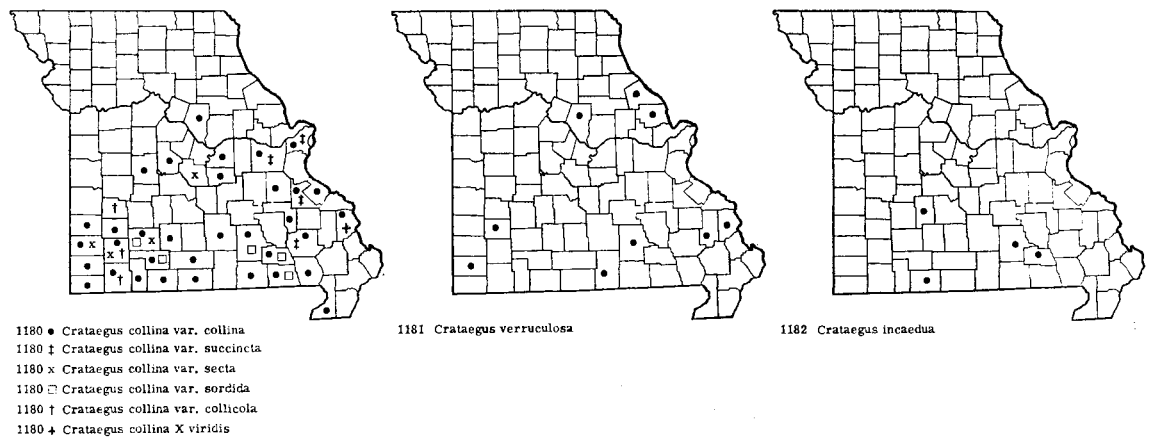 1180 ● Crataegus collina var. collina
1180 ‡ Crataegus collina var. succincta
1180 x Crataegus collina var. secta
1180 □ Crataegus collina var. sordida
1180 † Crataegus collina var. collicola
1180 + Crataegus collina X viridis
1181 Crataegus verruculosa
1182 Crataegus incaedua